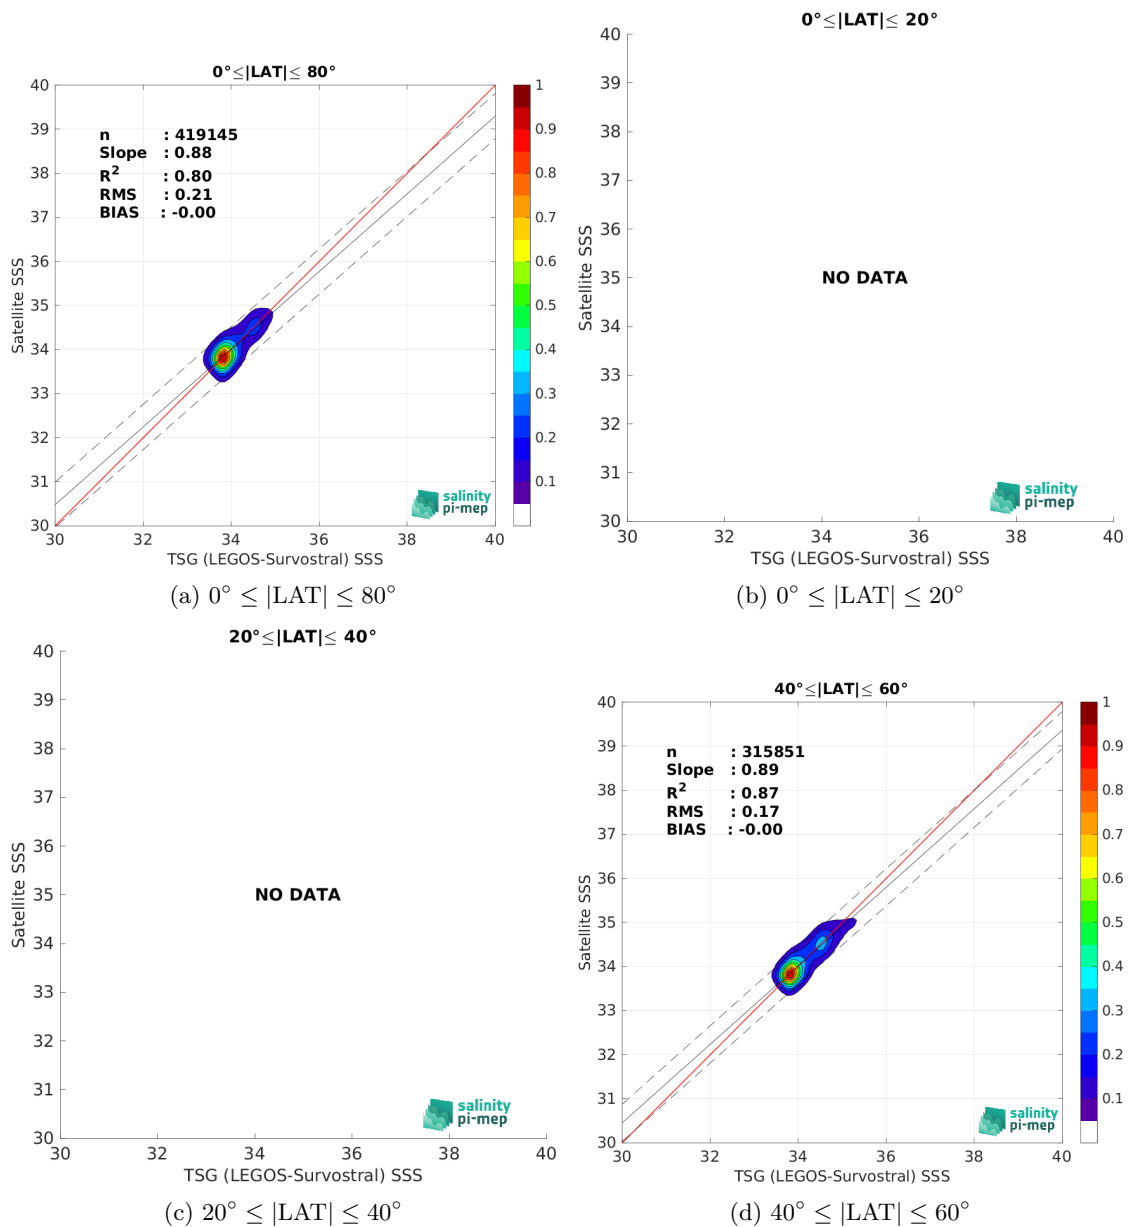 0°≤|LAT|≤ 80°
40
39
38
37
36
35
34
33
32
31
30
Satellite SSS
n : 419145
Slope : 0.88
R² : 0.80
RMS : 0.21
BIAS : -0.00
salinity
pi-mep
30 32 34 36 38 40
TSG (LEGOS-Survostral) SSS
1
0.9
0.8
0.7
0.6
0.5
0.4
0.3
0.2
0.1
(a) 0° ≤ |LAT| ≤ 80°
0°≤|LAT|≤ 20°
40
39
38
37
36
35
34
33
32
31
30
Satellite SSS
NO DATA
salinity
pi-mep
30 32 34 36 38 40
TSG (LEGOS-Survostral) SSS
(b) 0° ≤ |LAT| ≤ 20°
20°≤|LAT|≤ 40°
40
39
38
37
36
35
34
33
32
31
30
Satellite SSS
NO DATA
salinity
pi-mep
30 32 34 36 38 40
TSG (LEGOS-Survostral) SSS
(c) 20° ≤ |LAT| ≤ 40°
40°≤|LAT|≤ 60°
40
39
38
37
36
35
34
33
32
31
30
Satellite SSS
n : 315851
Slope : 0.89
R² : 0.87
RMS : 0.17
BIAS : -0.00
salinity
pi-mep
30 32 34 36 38 40
TSG (LEGOS-Survostral) SSS
1
0.9
0.8
0.7
0.6
0.5
0.4
0.3
0.2
0.1
(d) 40° ≤ |LAT| ≤ 60°